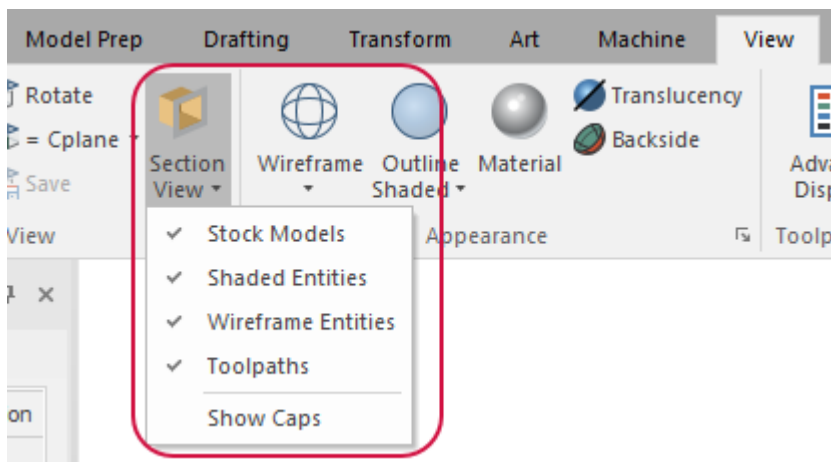 Model Prep Drafting Transform Art Machine View
Rotate
= Cplane
Save
View
Section
View
Wireframe
Outline
Shaded
Material
Translucency
Backside
Appearance
Stock Models
Shaded Entities
Wireframe Entities
Toolpaths
Show Caps